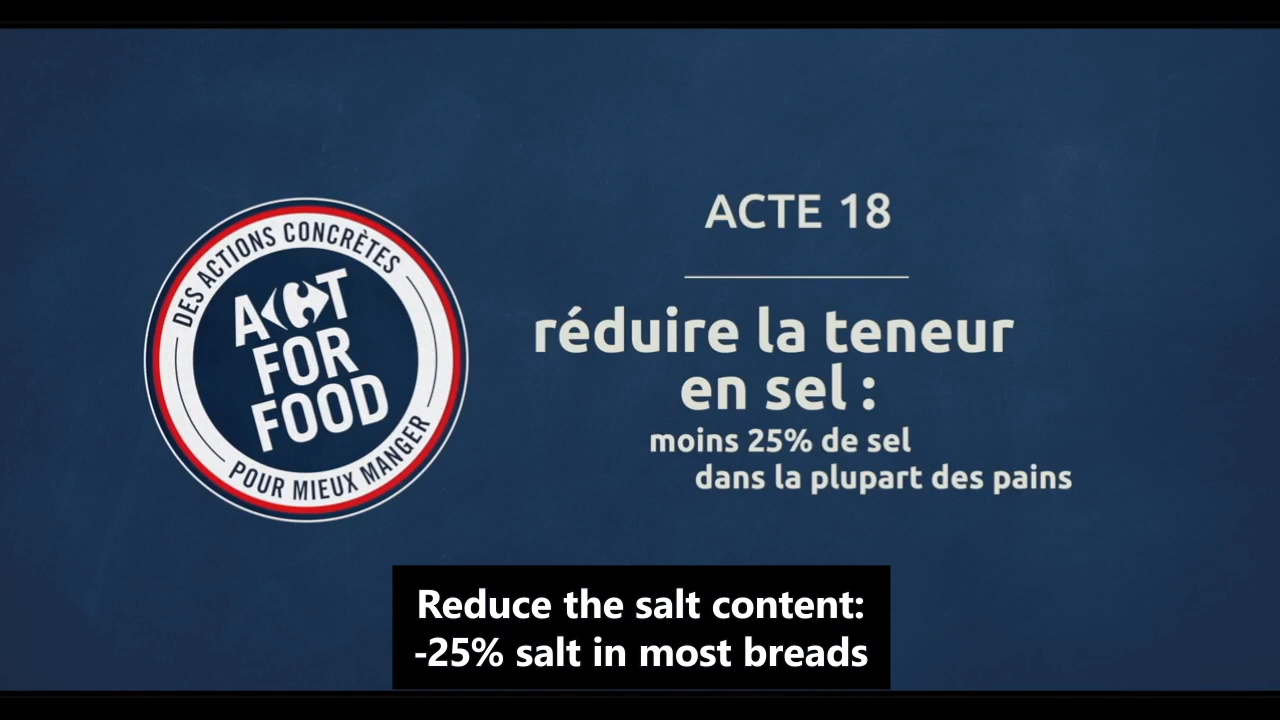 DES ACTIONS CONCRÈTES
ACT
FOR
FOOD
POUR MIEUX MANGER
ACTE 18
réduire la teneur
en sel :
moins 25% de sel
dans la plupart des pains
Reduce the salt content:
-25% salt in most breads